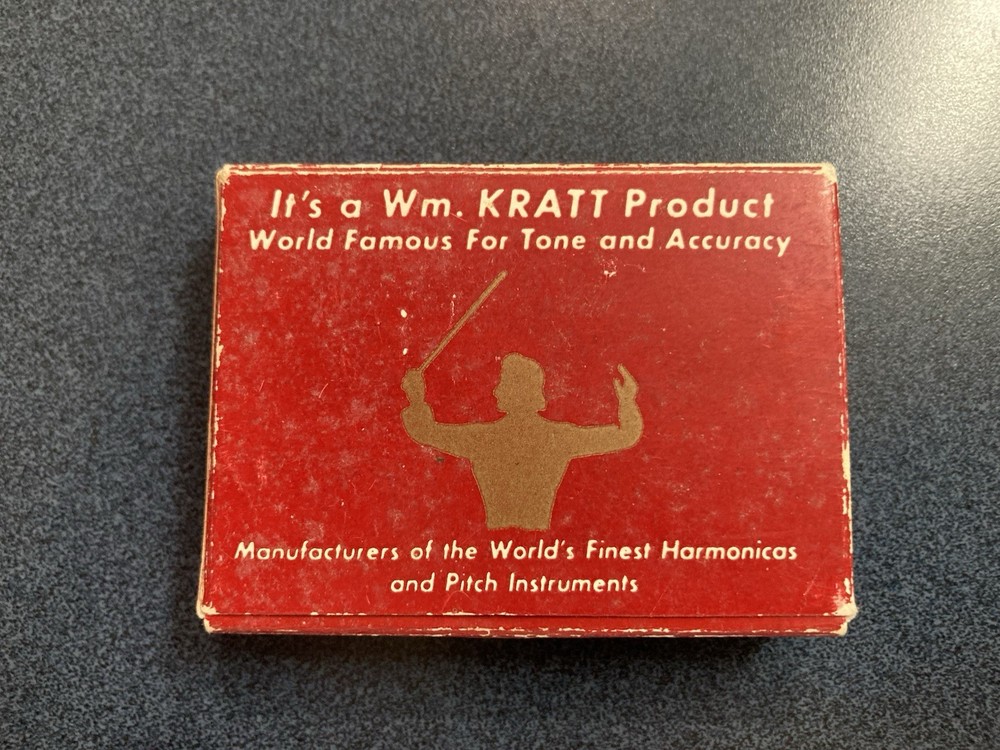 It's a Wm. KRATT Product
World Famous For Tone and Accuracy
Manufacturers of the World's Finest Harmonicas
and Pitch Instruments